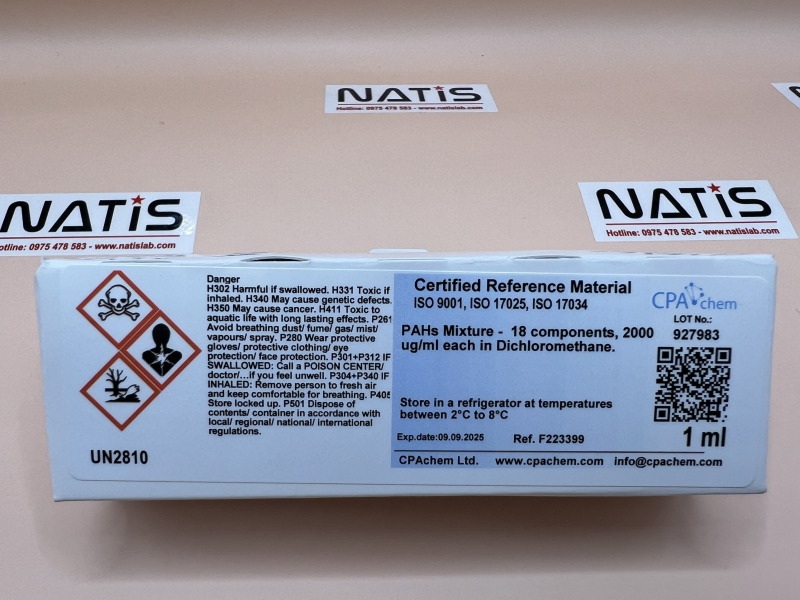 NATIS
Hotline: 0975 478 583 - www.natislab.com
NATIS
Hotline: 0975 478 583 - www.natislab.com
NATIS
Hotline: 0975 478 583 - www.natislab.com
Danger
H302 Harmful if swallowed. H331 Toxic if
inhaled. H340 May cause genetic defects.
H350 May cause cancer. H411 Toxic to
aquatic life with long lasting effects. P261
Avoid breathing dust/ fume/ gas/ mist/
vapours/ spray. P280 Wear protective
gloves/ protective clothing/ eye
protection/ face protection. P301+P312 IF
SWALLOWED: Call a POISON CENTER/
doctor/...if you feel unwell. P304+P340 IF
INHALED: Remove person to fresh air
and keep comfortable for breathing. P405
Store locked up. P501 Dispose of
contents/ container in accordance with
local/ regional/ national/ international
regulations.
UN2810
Certified Reference Material
ISO 9001, ISO 17025, ISO 17034
PAHs Mixture - 18 components, 2000
ug/ml each in Dichloromethane.
Store in a refrigerator at temperatures
between 2°C to 8°C
Exp.date:09.09.2025 Ref. F223399
CPAchem Ltd. www.cpachem.com info@cpachem.com
CPAchem
LOT No.:
927983
1 ml